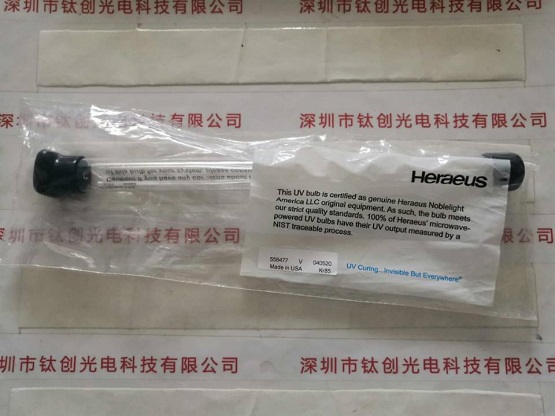 深圳市钛创光电科技有限公司
深圳市钛创光电科技有限公司
深圳市钛创光电科技有限公司
深圳市钛创光电科技有限公司
Heraeus
This UV bulb is certified as genuine Heraeus Noblelight
America LLC original equipment. As such, the bulb meets
our strict quality standards. 100% of Heraeus' microwave-
powered UV bulbs have their UV output measured by a
NIST traceable process.
558477 V 040520
Made in USA Kr85
UV Curing...Invisible But Everywhere®
深圳市钛创光电科技有限公司
深圳市钛创光电科技有限公司